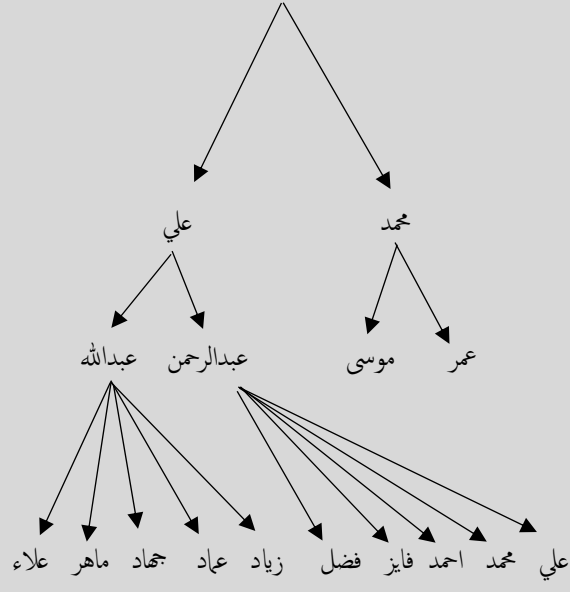 محمد علي
عمر موسى عبدالرحمن عبدالله
علي محمد احمد فايز فضل زياد عماد جهاد ماهر علاء